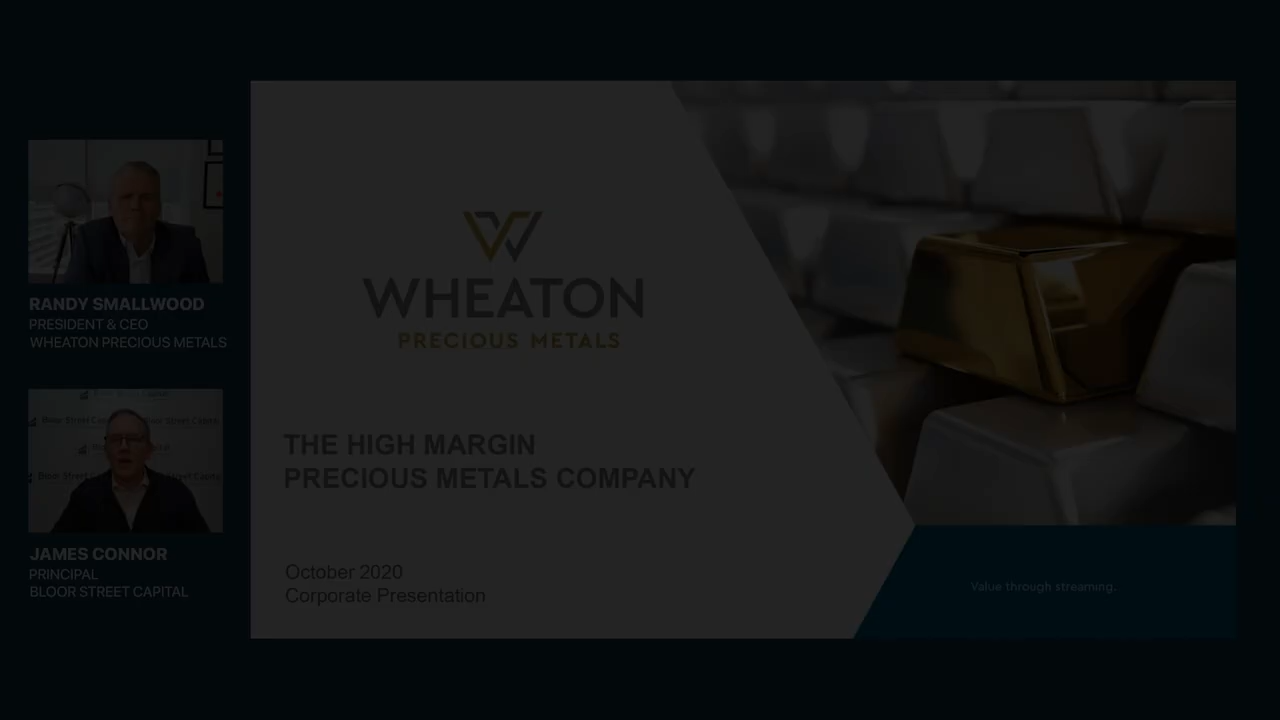 RANDY SMALLWOOD
PRESIDENT & CEO
WHEATON PRECIOUS METALS
JAMES CONNOR
PRINCIPAL
BLOOR STREET CAPITAL
WHEATON
PRECIOUS METALS
THE HIGH MARGIN
PRECIOUS METALS COMPANY
October 2020
Corporate Presentation
Value through streaming.